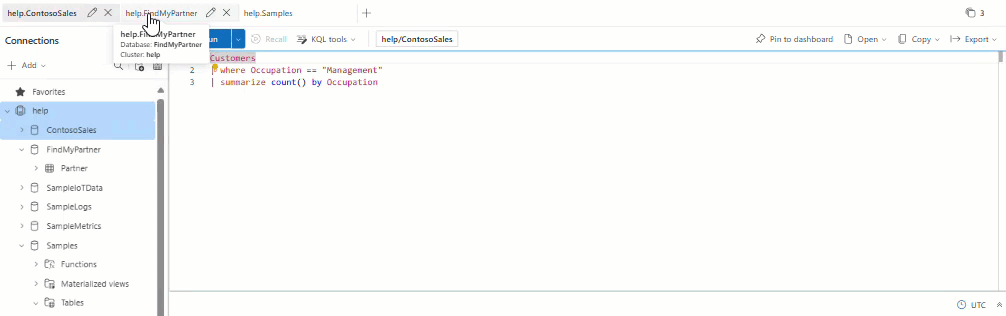 help.ContosoSales help.FindMyPartner help.Samples 3
help.FindMyPartner
Database: FindMyPartner
Cluster: help
Connections
un Recall KQL tools help/ContosoSales Pin to dashboard Open Copy Export
Add
Customers
2 | where Occupation == "Management"
3 | summarize count() by Occupation
Favorites
help
ContosoSales
FindMyPartner
Partner
SampleIoTData
SampleLogs
SampleMetrics
Samples
Functions
Materialized views
Tables
UTC